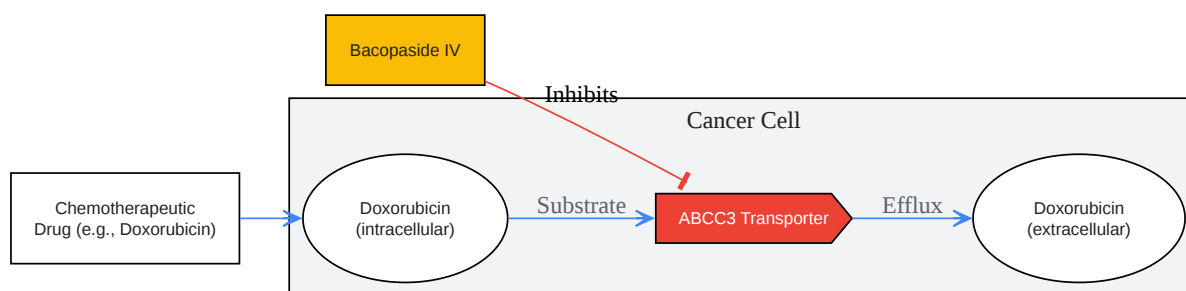 Bacopaside IV
Inhibits
Cancer Cell
Chemotherapeutic
Drug (e.g., Doxorubicin)
Doxorubicin
(intracellular)
Substrate
ABCC3 Transporter
Efflux
Doxorubicin
(extracellular)